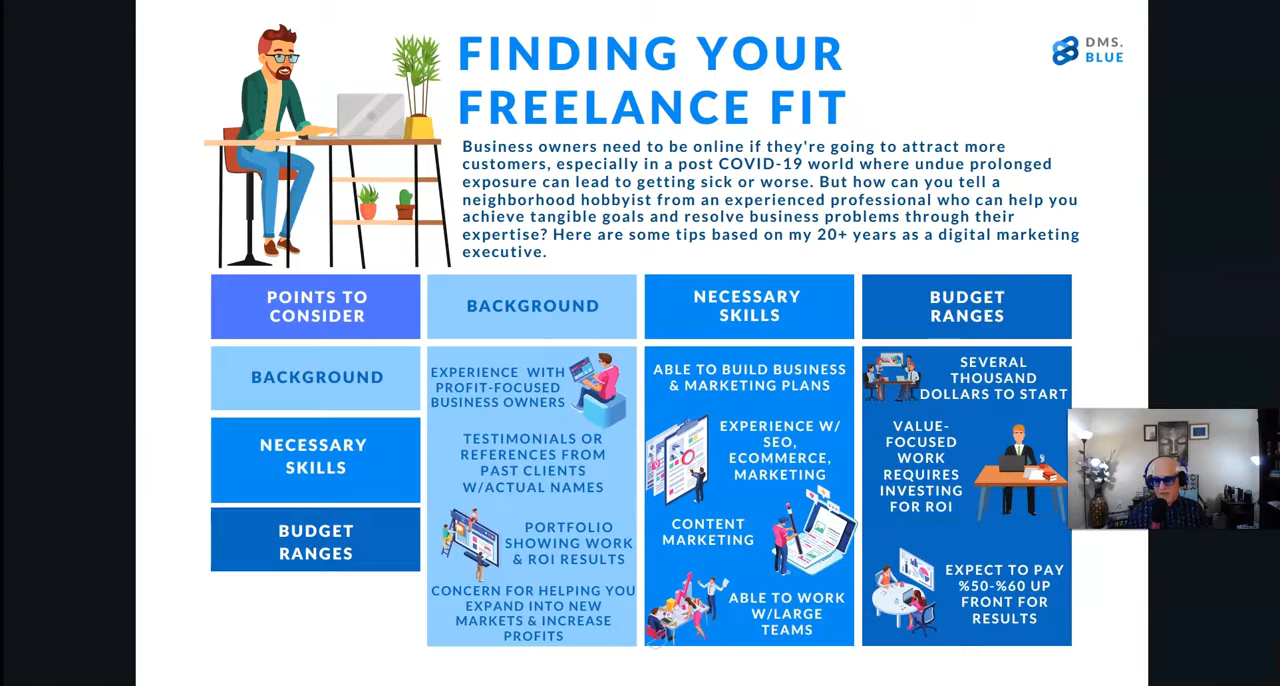 FINDING YOUR
FREELANCE FIT
DMS.
BLUE
Business owners need to be online if they're going to attract more
customers, especially in a post COVID-19 world where undue prolonged
exposure can lead to getting sick or worse. But how can you tell a
neighborhood hobbyist from an experienced professional who can help you
achieve tangible goals and resolve business problems through their
expertise? Here are some tips based on my 20+ years as a digital marketing
executive.
POINTS TO
CONSIDER
BACKGROUND
NECESSARY
SKILLS
BUDGET
RANGES
BACKGROUND
NECESSARY
SKILLS
BUDGET
RANGES
EXPERIENCE WITH
PROFIT-FOCUSED
BUSINESS OWNERS
TESTIMONIALS OR
REFERENCES FROM
PAST CLIENTS
W/ACTUAL NAMES
PORTFOLIO
SHOWING WORK
& ROI RESULTS
CONCERN FOR HELPING YOU
EXPAND INTO NEW
MARKETS & INCREASE
PROFITS
ABLE TO BUILD BUSINESS
& MARKETING PLANS
EXPERIENCE W/
SEO,
ECOMMERCE,
MARKETING
CONTENT
MARKETING
ABLE TO WORK
W/LARGE
TEAMS
SEVERAL
THOUSAND
DOLLARS TO START
VALUE-
FOCUSED
WORK
REQUIRES
INVESTING
FOR ROI
EXPECT TO PAY
%50-%60 UP
FRONT FOR
RESULTS